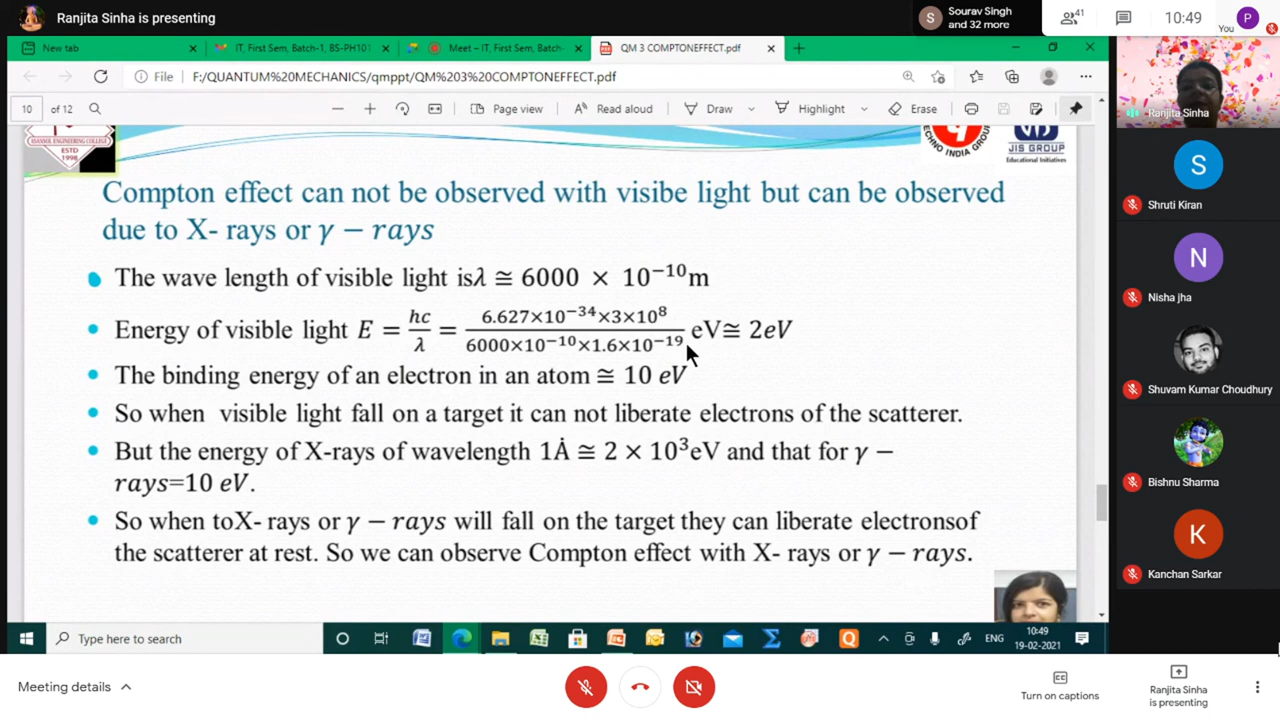 Ranjita Sinha is presenting
S
Sourav Singh
and 32 more
41
10:49
You
P
New tab
IT, First Sem, Batch-1, BS-PH101
Meet – IT, First Sem, Batch-
QM 3 COMPTONEFFECT.pdf
File
F:/QUANTUM%20MECHANICS/qmppt/QM%203%20COMPTONEFFECT.pdf
10 of 12
Page view
Read aloud
Draw
Highlight
Erase
ENGINEERING COLLEGE
ESTD
1998
TECHNO INDIA GROUP
JIS GROUP
Educational Initiatives
Compton effect can not be observed with visibe light but can be observed
due to X- rays or γ − rays
The wave length of visible light isλ ≅ 6000 × 10⁻¹⁰m
Energy of visible light E = hc/λ = 6.627×10⁻³⁴×3×10⁸/6000×10⁻¹⁰×1.6×10⁻¹⁹ eV≅ 2eV
The binding energy of an electron in an atom ≅ 10 eV
So when visible light fall on a target it can not liberate electrons of the scatterer.
But the energy of X-rays of wavelength 1Ȧ ≅ 2 × 10³eV and that for γ −
rays=10 eV.
So when toX- rays or γ − rays will fall on the target they can liberate electronsof
the scatterer at rest. So we can observe Compton effect with X- rays or γ − rays.
Ranjita Sinha
S
Shruti Kiran
N
Nisha jha
Shuvam Kumar Choudhury
Bishnu Sharma
K
Kanchan Sarkar
Type here to search
ENG
10:49
19-02-2021
Meeting details
Turn on captions
Ranjita Sinha
is presenting